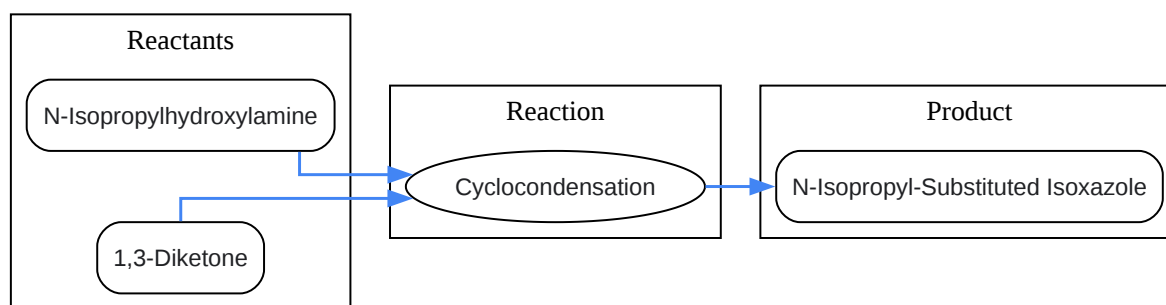 Reactants
N-Isopropylhydroxylamine
1,3-Diketone
Reaction
Cyclocondensation
Product
N-Isopropyl-Substituted Isoxazole